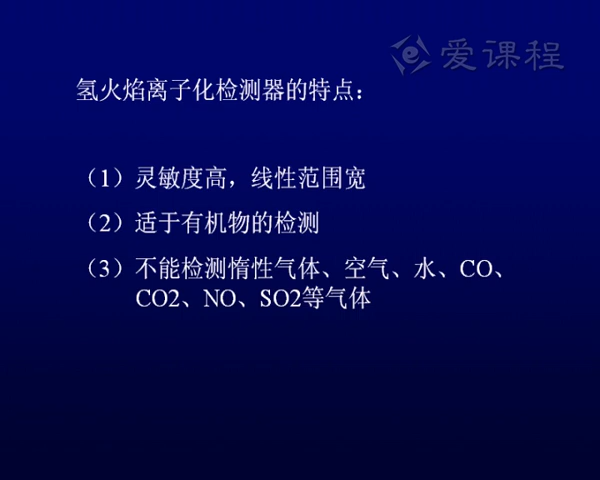 爱课程
氢火焰离子化检测器的特点：
（1）灵敏度高，线性范围宽
（2）适于有机物的检测
（3）不能检测惰性气体、空气、水、CO、
CO2、NO、SO2等气体